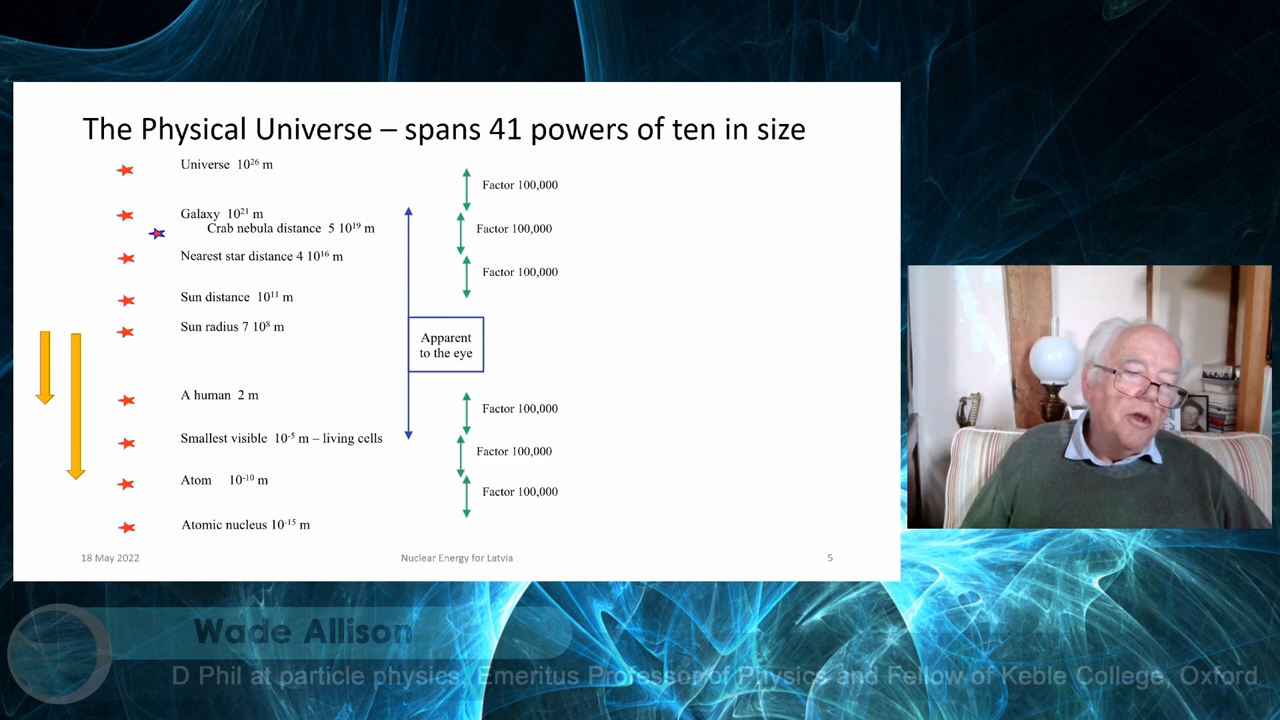 The Physical Universe – spans 41 powers of ten in size
Universe 10²⁶ m
Factor 100,000
Galaxy 10²¹ m
Crab nebula distance 5 10¹⁹ m
Factor 100,000
Nearest star distance 4 10¹⁶ m
Factor 100,000
Sun distance 10¹¹ m
Sun radius 7 10⁸ m
Apparent
to the eye
A human 2 m
Factor 100,000
Smallest visible 10⁻⁵ m – living cells
Factor 100,000
Atom 10⁻¹⁰ m
Factor 100,000
Atomic nucleus 10⁻¹⁵ m
18 May 2022 Nuclear Energy for Latvia 5
Wade Allison
D Phil at particle physics, Emeritus Professor of Physics and Fellow of Keble College, Oxford